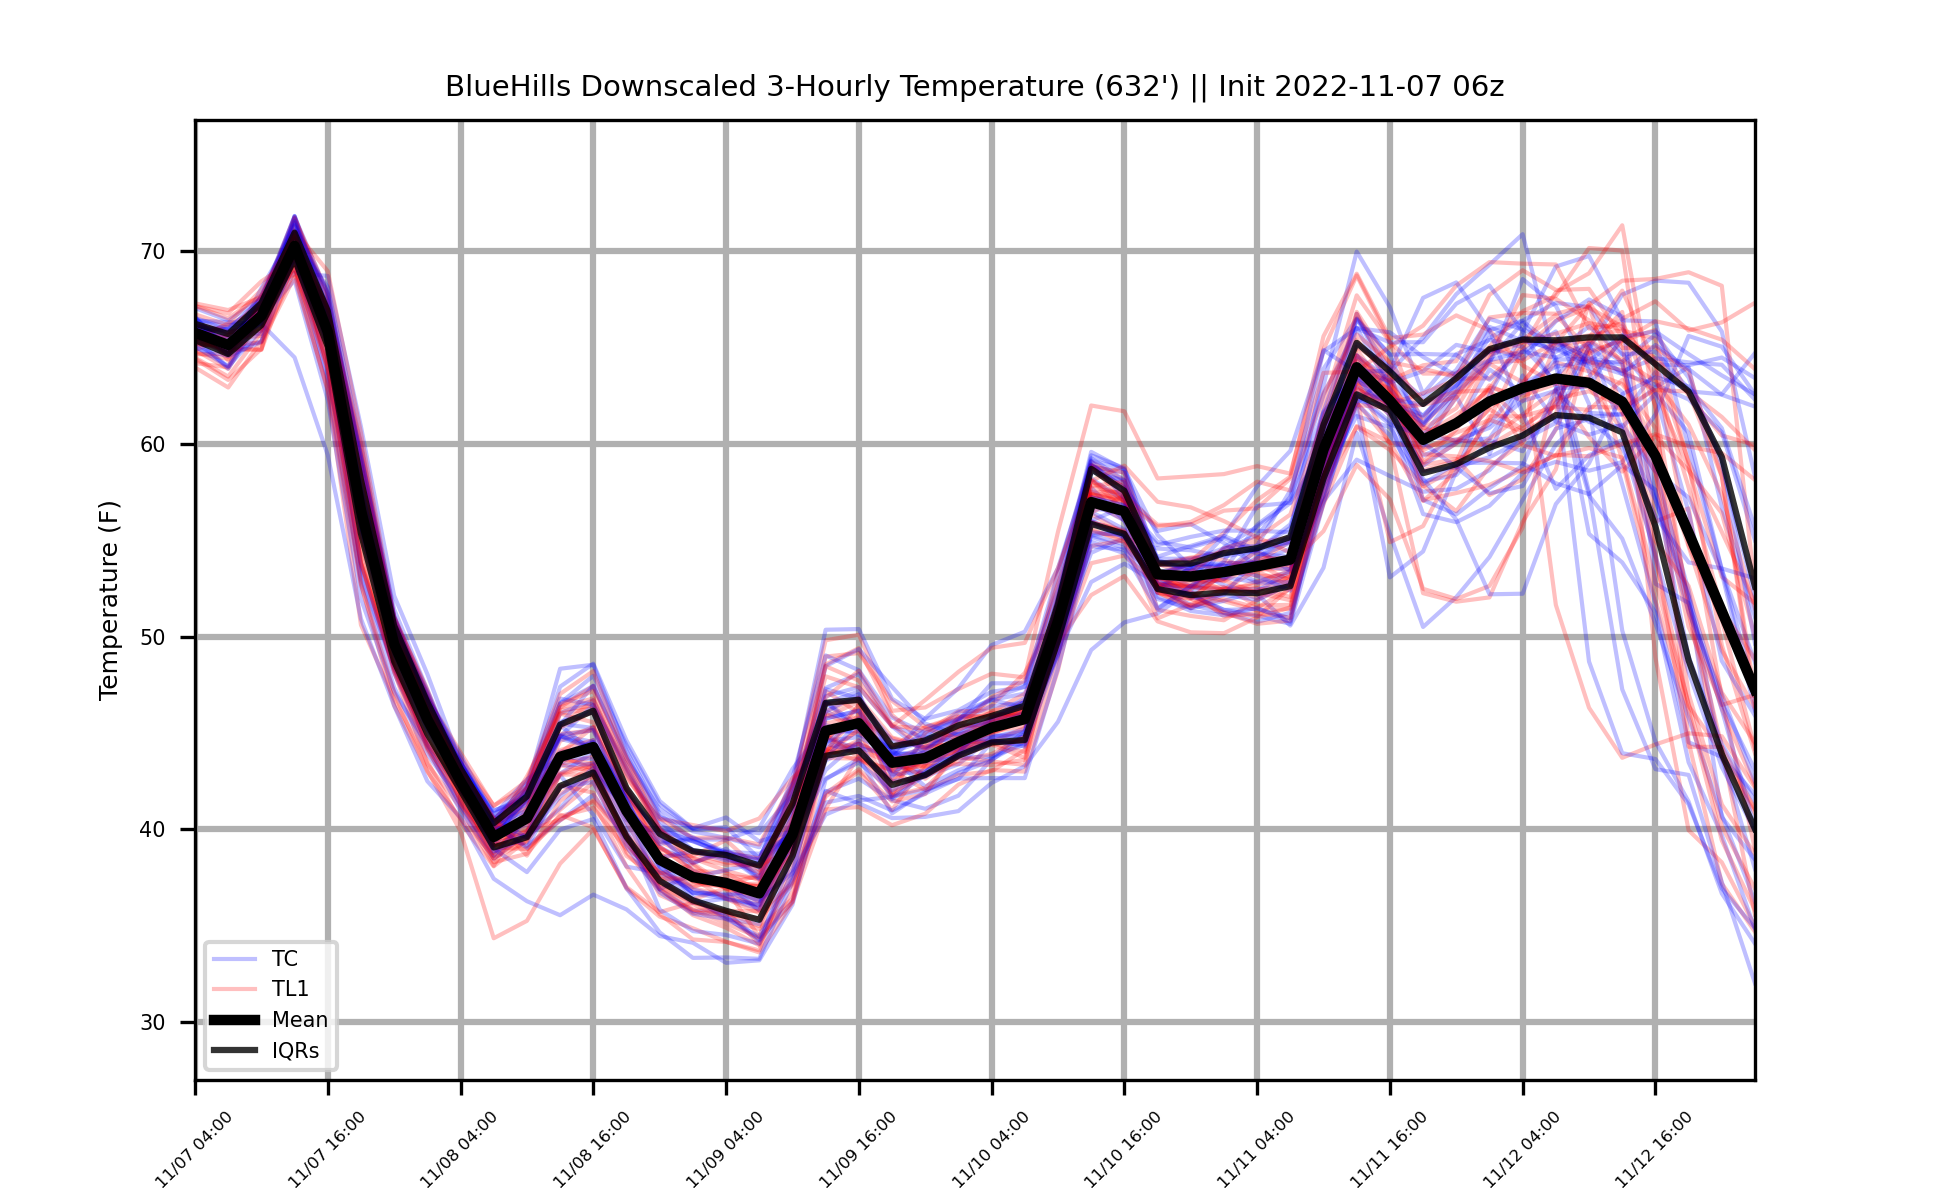 BlueHills Downscaled 3-Hourly Temperature (632') || Init 2022-11-07 06z
Temperature (F)
70
60
50
40
30
TC
TL1
Mean
IQRs
11/07 04:00
11/07 16:00
11/08 04:00
11/08 16:00
11/09 04:00
11/09 16:00
11/10 04:00
11/10 16:00
11/11 04:00
11/11 16:00
11/12 04:00
11/12 16:00